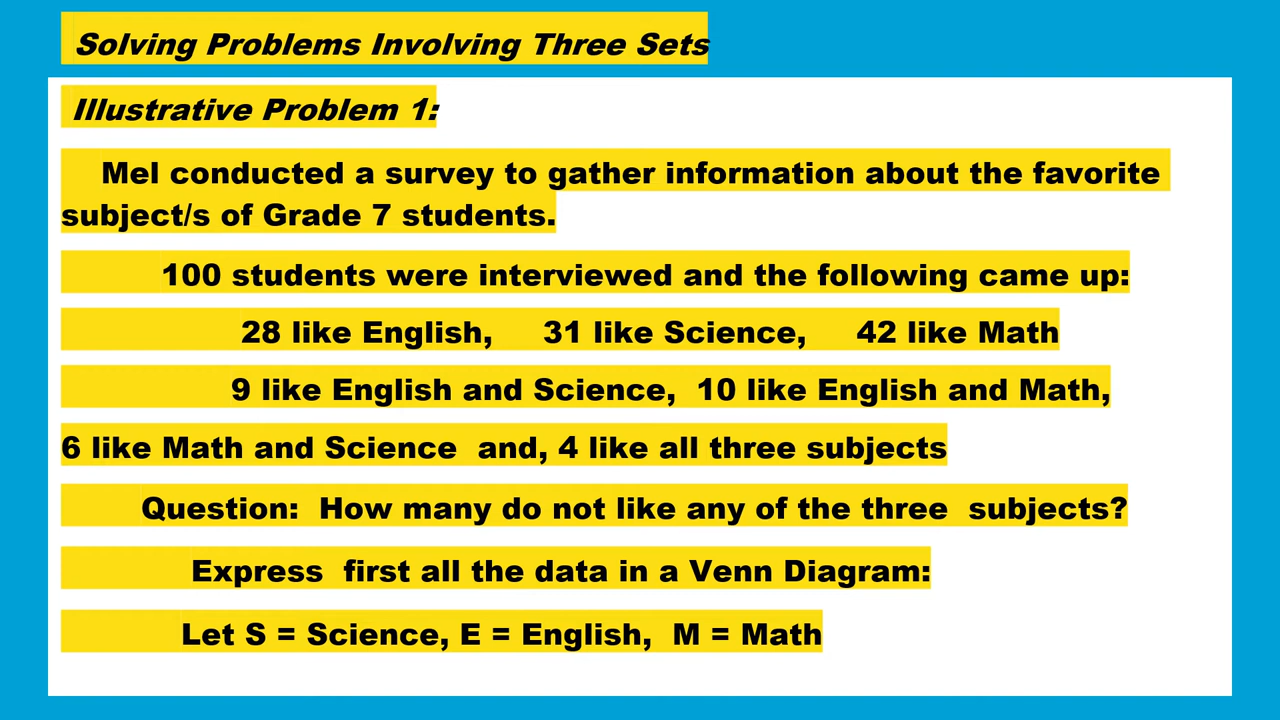 Solving Problems Involving Three Sets
Illustrative Problem 1:
Mel conducted a survey to gather information about the favorite
subject/s of Grade 7 students.
100 students were interviewed and the following came up:
28 like English, 31 like Science, 42 like Math
9 like English and Science, 10 like English and Math,
6 like Math and Science and, 4 like all three subjects
Question: How many do not like any of the three subjects?
Express first all the data in a Venn Diagram:
Let S = Science, E = English, M = Math